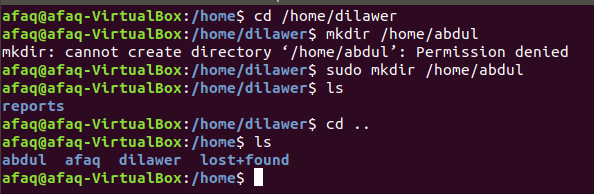 afaq@afaq-VirtualBox:/home$ cd /home/dilawer
afaq@afaq-VirtualBox:/home/dilawer$ mkdir /home/abdul
mkdir: cannot create directory ‘/home/abdul’: Permission denied
afaq@afaq-VirtualBox:/home/dilawer$ sudo mkdir /home/abdul
afaq@afaq-VirtualBox:/home/dilawer$ ls
reports
afaq@afaq-VirtualBox:/home/dilawer$ cd ..
afaq@afaq-VirtualBox:/home$ ls
abdul  afaq  dilawer  lost+found
afaq@afaq-VirtualBox:/home$